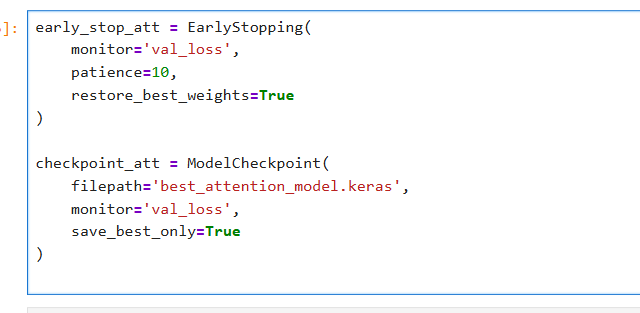 ]:
early_stop_att = EarlyStopping(
    monitor='val_loss',
    patience=10,
    restore_best_weights=True
)

checkpoint_att = ModelCheckpoint(
    filepath='best_attention_model.keras',
    monitor='val_loss',
    save_best_only=True
)